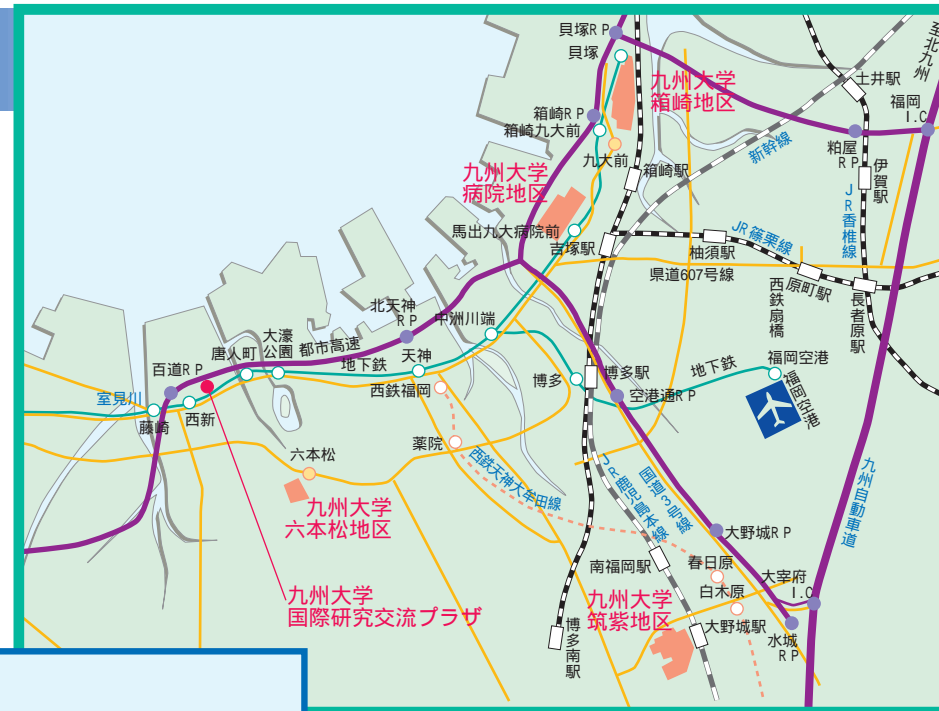 貝塚RP
貝塚
九州大学
箱崎地区
至北九州
土井駅
福岡
I.C
箱崎RP
箱崎九大前
九大前
新幹線
粕屋
RP
伊賀駅
JR香椎線
箱崎駅
九州大学
病院地区
馬出九大病院前
吉塚駅
JR篠栗線
柚須駅
県道607号線
原町駅
西鉄扇橋
長者原駅
北天神
RP
中洲川端
都市高速
大濠
公園
唐人町
地下鉄
天神
百道RP
室見川
藤崎
西新
西鉄福岡
博多
博多駅
空港通RP
地下鉄
福岡空港
福岡空港
薬院
六本松
九州大学
六本松地区
西鉄天神大牟田線
JR鹿児島本線
国道3号線
九州自動車道
大野城RP
南福岡駅
春日原
白木原
大宰府
I.C
九州大学
国際研究交流プラザ
九州大学
筑紫地区
大野城駅
水城
RP
博多南駅